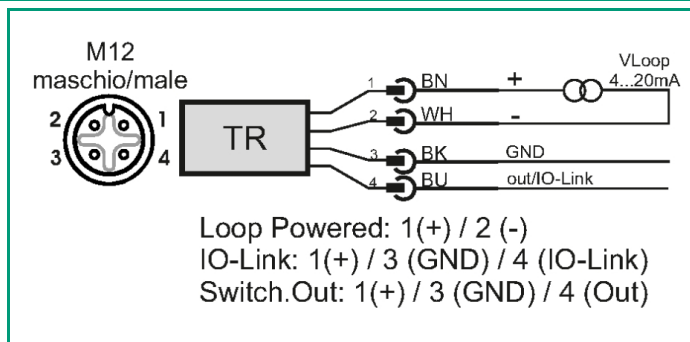 M12
maschio/male
2 1
3 4
TR
1 BN + VLoop
4...20mA
2 WH -
3 BK GND
4 BU out/IO-Link
Loop Powered: 1(+) / 2 (-)
IO-Link: 1(+) / 3 (GND) / 4 (IO-Link)
Switch.Out: 1(+) / 3 (GND) / 4 (Out)